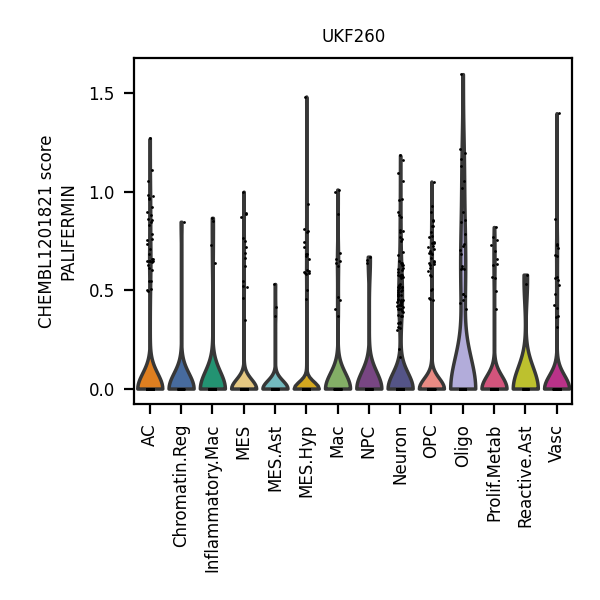 UKF260
CHEMBL1201821 score
PALIFERMIN
1.5
1.0
0.5
0.0
AC
Chromatin.Reg
Inflammatory.Mac
MES
MES.Ast
MES.Hyp
Mac
NPC
Neuron
OPC
Oligo
Prolif.Metab
Reactive.Ast
Vasc